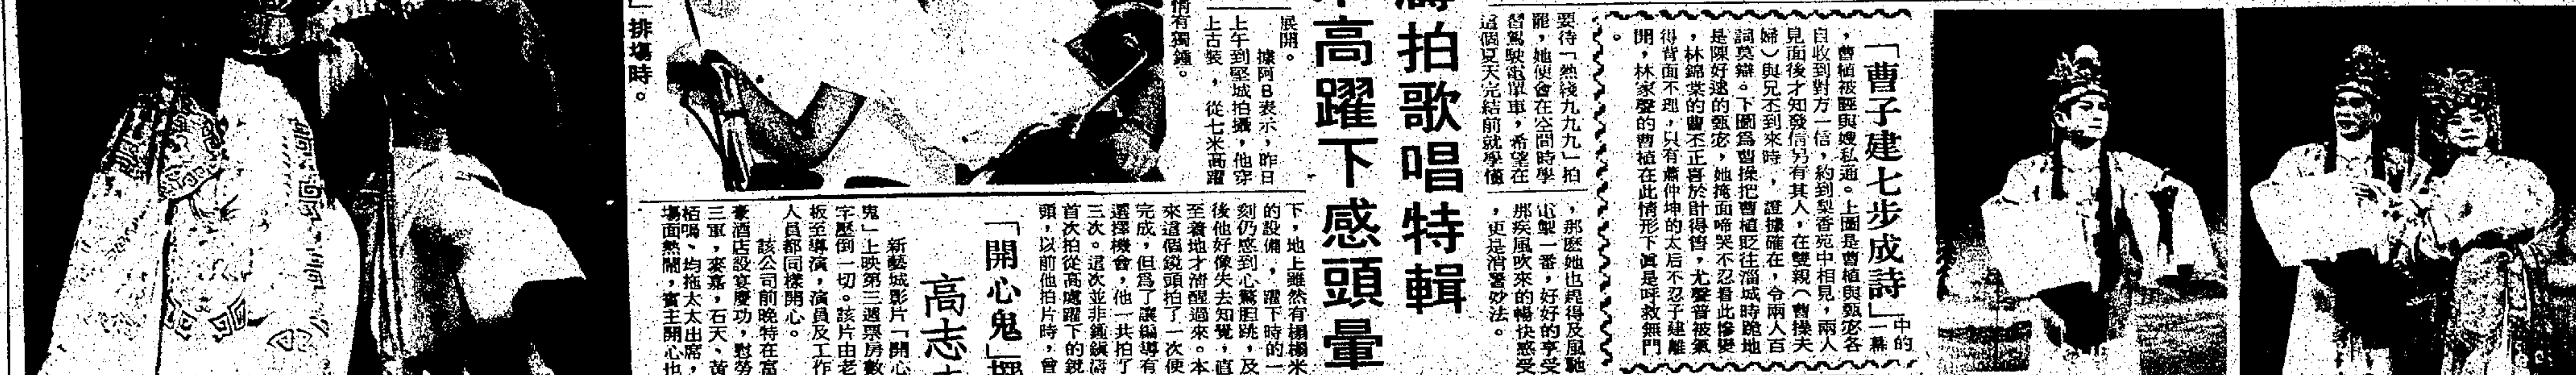 「曹子建七步成詩」中的一幕
，曹植被誣與嫂私通。上圖是曹植與甄宓各
自收到對方一信，約到梨香苑中相見，兩人
見面後才知發信另有其人，在雙親（曹操夫
婦）與兄丕到來時，證據確在，令兩人百
詞莫辯。下圖為曹操把曹植貶往淄城時跪地
是陳好逑的甄宓，她掩面啼哭不忍看此慘變
，林錦棠的曹丕正喜於計得售，尤聲普被氣
得背面不理，只有蕭仲坤的太后不忍子建離
開，林家聲的曹植在此情形下真是呼救無門
。
要待「熱綫九九九」拍
罷，她便會在空閒時學
習駕駛電單車，希望在
這個夏天完結前就學懂
，那麼她也趕得及風馳
電掣一番，好好的享受
那疾風吹來的暢快感受
，更是消暑妙法。
拍歌唱特輯
高躍下感頭暈
展開。
據阿B表示，昨日
上午到堅城拍攝，他穿
上古裝，從七米高躍
下，地上雖然有榻榻米
的設備，躍下時的一
刻仍感到心驚胆跳，及
後他好像失去知覺，直
至着地才清醒過來。本
來這個鏡頭拍了一次便
完成，但為了讓編導有
選擇機會，他一共拍了
三次。這次並非鍾鎮濤
首次拍從高處躍下的鏡
頭，以前他拍片時，曾
情有獨鍾。
」排塲時。
「開心鬼」
高志
新藝城影片「開心
鬼」上映第三週票房數
字壓倒一切。該片由老
板至導演，演員及工作
人員都同樣開心。
該公司前晚特在富
豪酒店設宴慶功，慰勞
三軍，麥嘉，石天、黃
栢鳴、均拖太太出席，
塲面熱鬧，賓主開心也